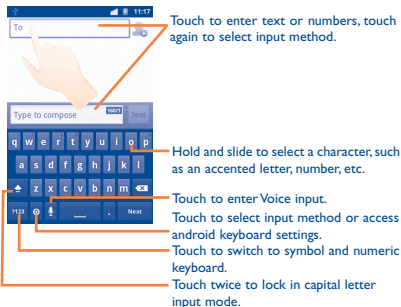 11:17
To
Touch to enter text or numbers, touch
again to select input method.
Type to compose
160/1
Send
q w e r t y u i o p
a s d f g h j k l
z x c v b n m
?123
.
Next
Hold and slide to select a character, such
as an accented letter, number, etc.
Touch to enter Voice input.
Touch to select input method or access
android keyboard settings.
Touch to switch to symbol and numeric
keyboard.
Touch twice to lock in capital letter
input mode.